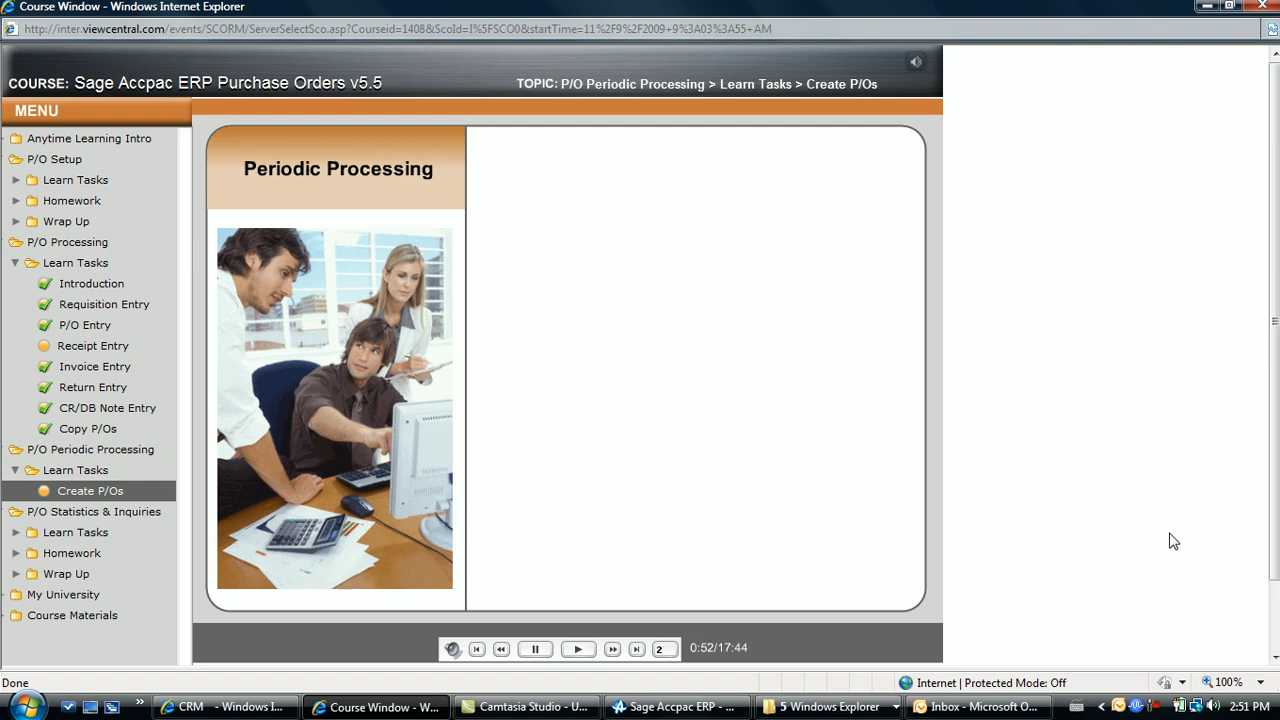 Course Window - Windows Internet Explorer
http://inter.viewcentral.com/events/SCORM/ServerSelectSco.asp?Courseid=1408&ScoId=I%5FSCO0&startTime=11%2F9%2F2009+9%3A03%3A55+AM
COURSE: Sage Accpac ERP Purchase Orders v5.5
TOPIC: P/O Periodic Processing > Learn Tasks > Create P/Os
MENU
Anytime Learning Intro
P/O Setup
Learn Tasks
Homework
Wrap Up
P/O Processing
Learn Tasks
Introduction
Requisition Entry
P/O Entry
Receipt Entry
Invoice Entry
Return Entry
CR/DB Note Entry
Copy P/Os
P/O Periodic Processing
Learn Tasks
Create P/Os
P/O Statistics & Inquiries
Learn Tasks
Homework
Wrap Up
My University
Course Materials
Periodic Processing
2
0:52/17:44
Done
Internet | Protected Mode: Off
100%
CRM - Windows I...
Course Window - W...
Camtasia Studio - U...
Sage Accpac ERP - ...
5 Windows Explorer
Inbox - Microsoft O...
2:51 PM